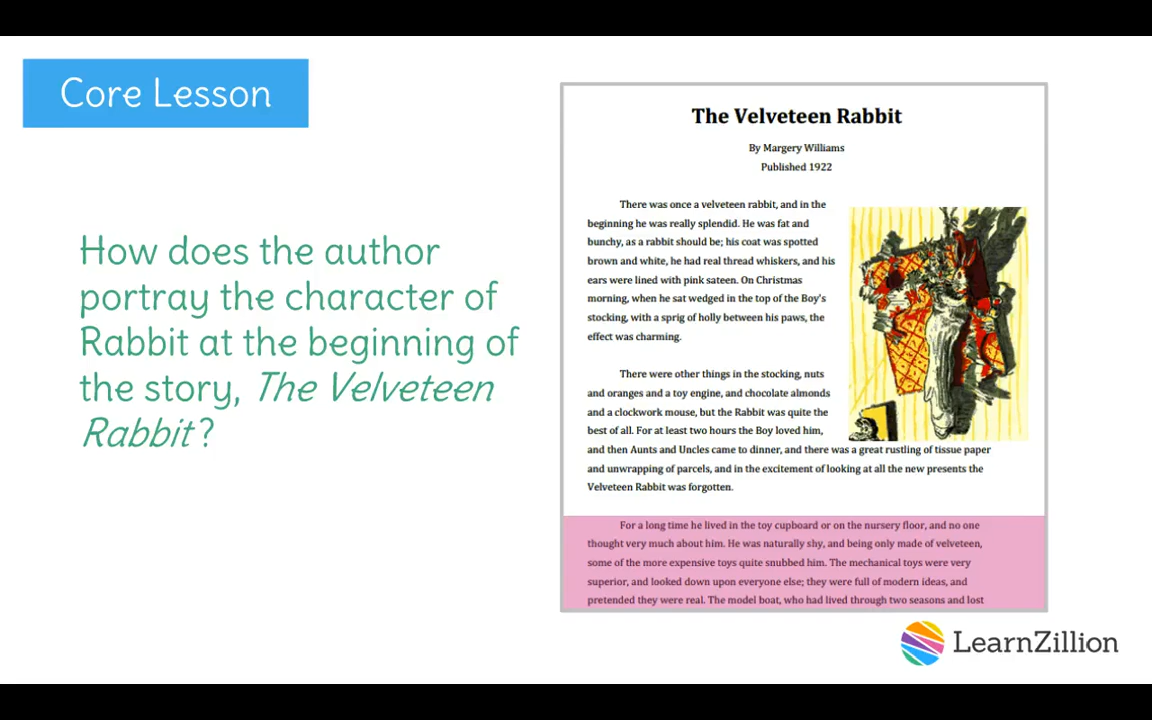 Core Lesson
How does the author
portray the character of
Rabbit at the beginning of
the story, The Velveteen
Rabbit?
The Velveteen Rabbit
By Margery Williams
Published 1922
There was once a velveteen rabbit, and in the
beginning he was really splendid. He was fat and
bunchy, as a rabbit should be; his coat was spotted
brown and white, he had real thread whiskers, and his
ears were lined with pink sateen. On Christmas
morning, when he sat wedged in the top of the Boy's
stocking, with a sprig of holly between his paws, the
effect was charming.
There were other things in the stocking, nuts
and oranges and a toy engine, and chocolate almonds
and a clockwork mouse, but the Rabbit was quite the
best of all. For at least two hours the Boy loved him,
and then Aunts and Uncles came to dinner, and there was a great rustling of tissue paper
and unwrapping of parcels, and in the excitement of looking at all the new presents the
Velveteen Rabbit was forgotten.
For a long time he lived in the toy cupboard or on the nursery floor, and no one
thought very much about him. He was naturally shy, and being only made of velveteen,
some of the more expensive toys quite snubbed him. The mechanical toys were very
superior, and looked down upon everyone else; they were full of modern ideas, and
pretended they were real. The model boat, who had lived through two seasons and lost
LearnZillion